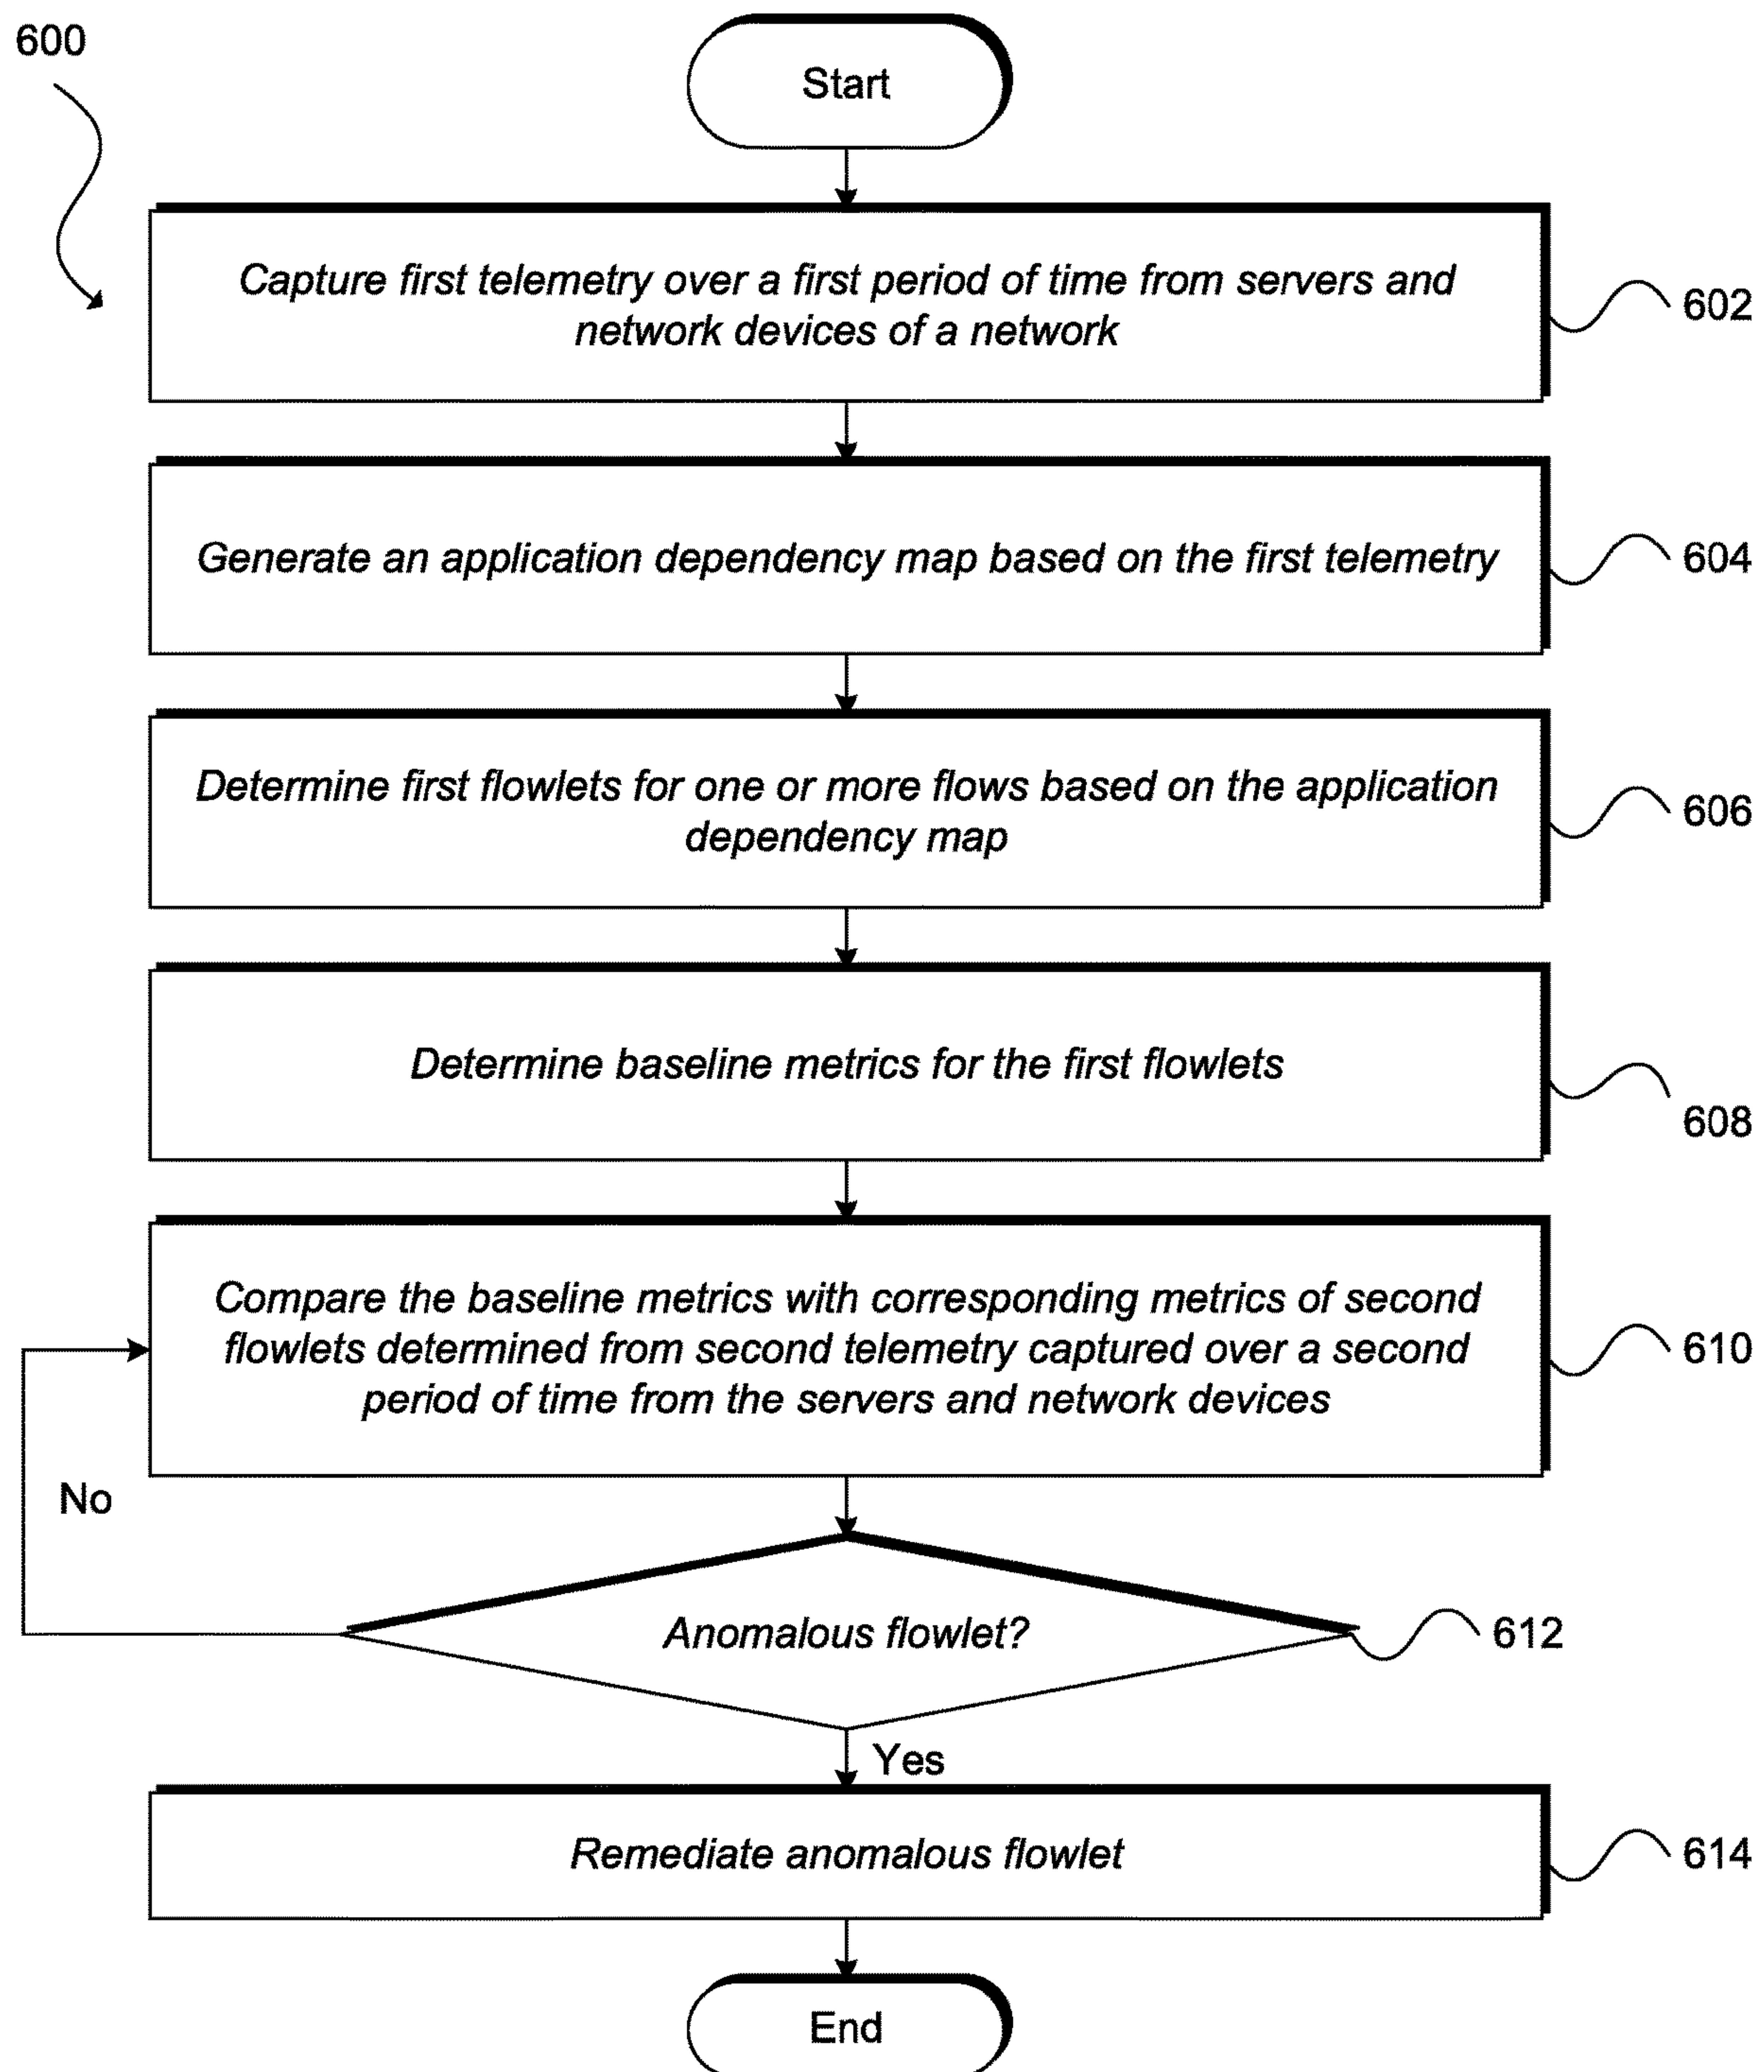 600
Start
Capture first telemetry over a first period of time from servers and
network devices of a network
602
Generate an application dependency map based on the first telemetry
604
Determine first flowlets for one or more flows based on the application
dependency map
606
Determine baseline metrics for the first flowlets
608
Compare the baseline metrics with corresponding metrics of second
flowlets determined from second telemetry captured over a second
period of time from the servers and network devices
610
No
Anomalous flowlet?
612
Yes
Remediate anomalous flowlet
614
End